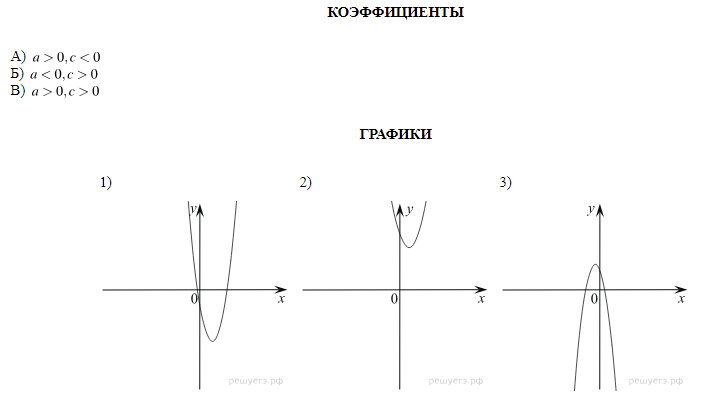 КОЭФФИЦИЕНТЫ
А) a > 0, c < 0
Б) a < 0, c > 0
В) a > 0, c > 0
ГРАФИКИ
1) 2) 3)
y y y
0 x 0 x 0 x
решуегэ.рф решуегэ.рф решуегэ.рф